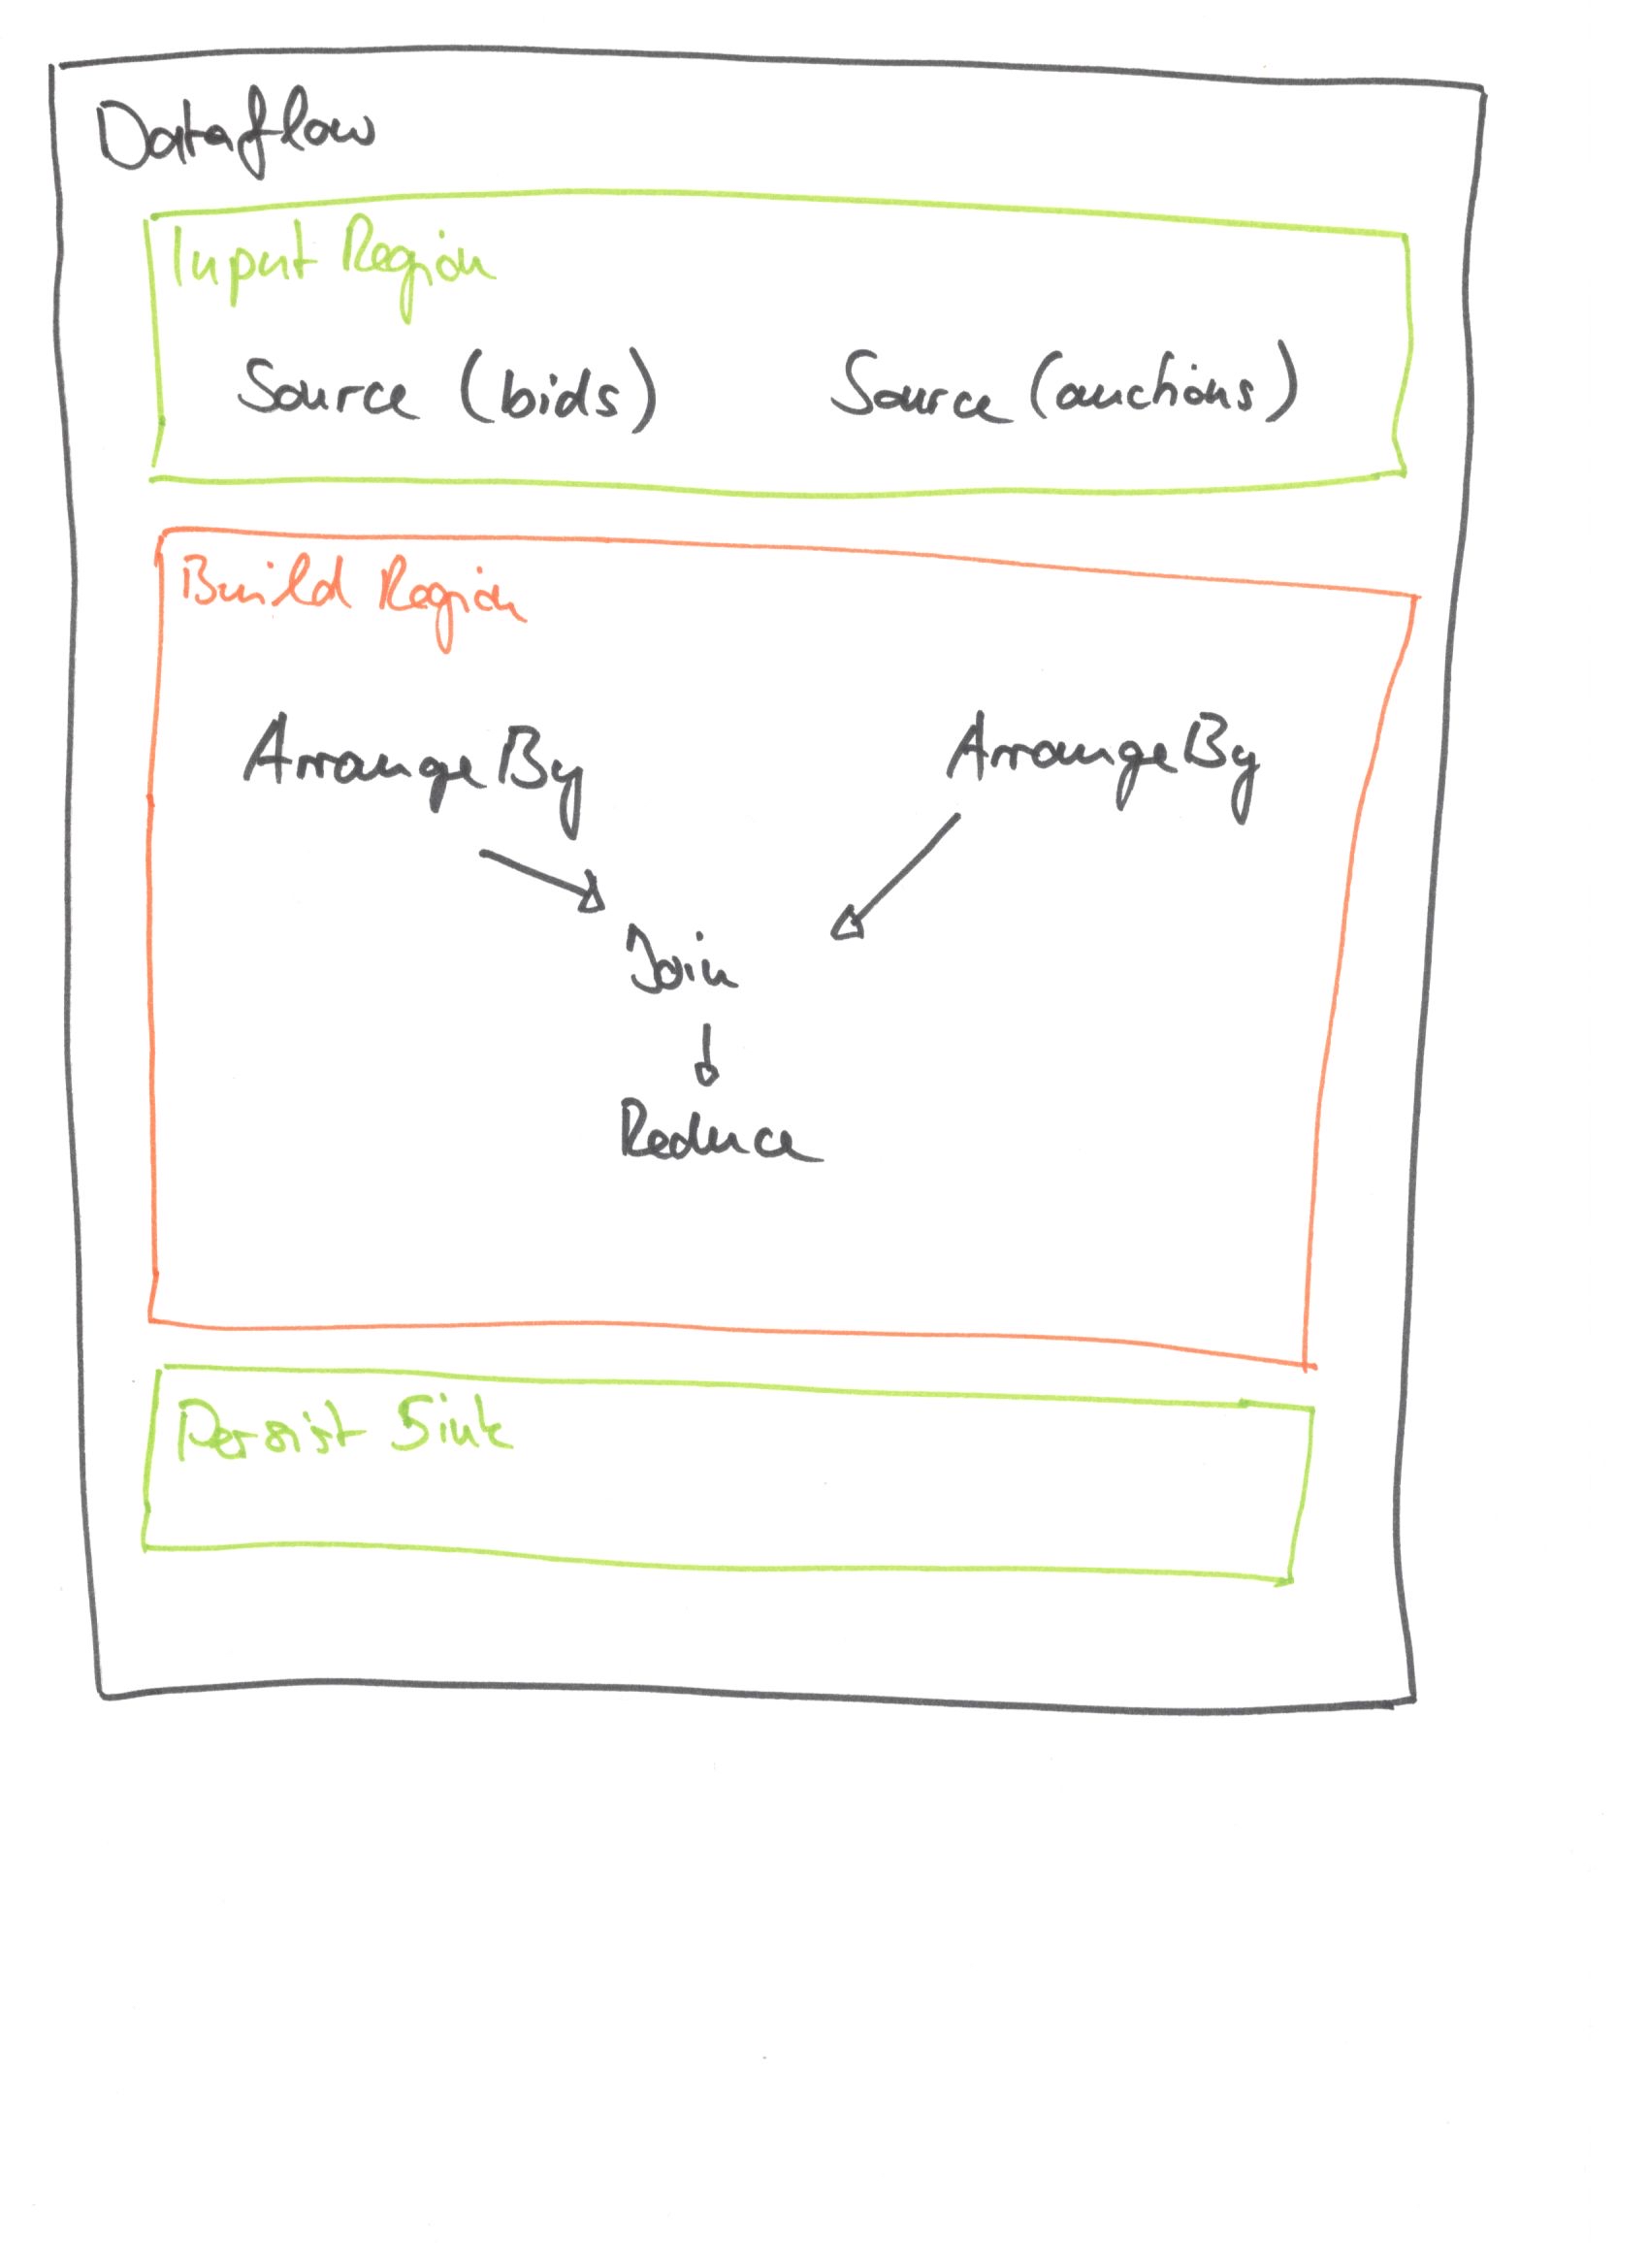 Dataflow
Input Region
Source (bids) Source (auctions)
Build Region
ArrangeBy ArrangeBy
Join
Reduce
Persist Sink